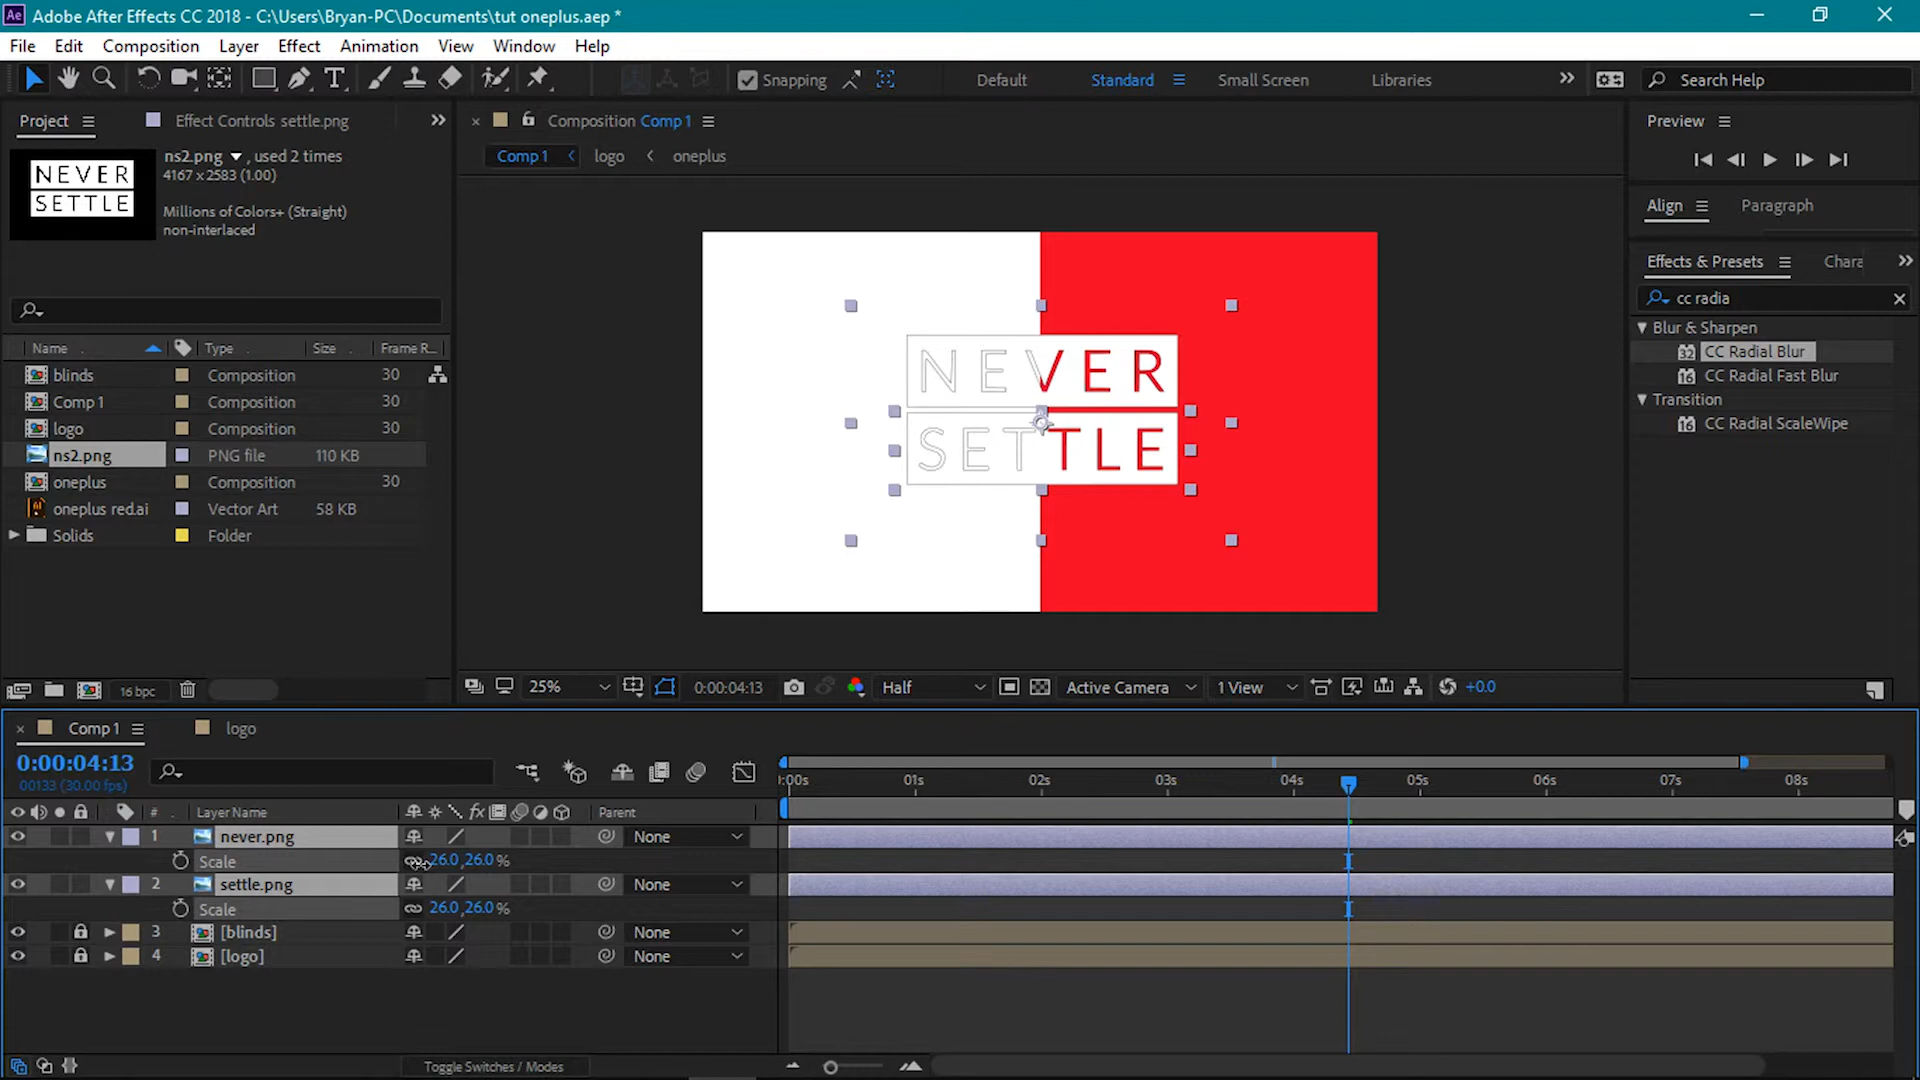 Adobe After Effects CC 2018 - C:\Users\Bryan-PC\Documents\tut oneplus.aep *
File Edit Composition Layer Effect Animation View Window Help
Snapping Default Standard Small Screen Libraries Search Help
Project Effect Controls settle.png
Composition Comp 1
Preview
ns2.png , used 2 times
4167 x 2583 (1.00)
Millions of Colors+ (Straight)
non-interlaced
NEVER
SETTLE
Comp 1 logo oneplus
Align Paragraph
Effects & Presets Chara
cc radia
Blur & Sharpen
32 CC Radial Blur
16 CC Radial Fast Blur
Transition
16 CC Radial ScaleWipe
Name Type Size Frame R...
blinds Composition 30
Comp 1 Composition 30
logo Composition 30
ns2.png PNG file 110 KB
oneplus Composition 30
oneplus red.ai Vector Art 58 KB
Solids Folder
NEVER
SETTLE
16 bpc
25% 0:00:04:13 Half Active Camera 1 View +0.0
Comp 1 logo
0:00:04:13
00133 (30.00 fps)
):00s 01s 02s 03s 04s 05s 06s 07s 08s
# Layer Name fx Parent
1 never.png None
Scale 26.0,26.0 %
2 settle.png None
Scale 26.0,26.0 %
3 [blinds] None
4 [logo] None
Toggle Switches / Modes